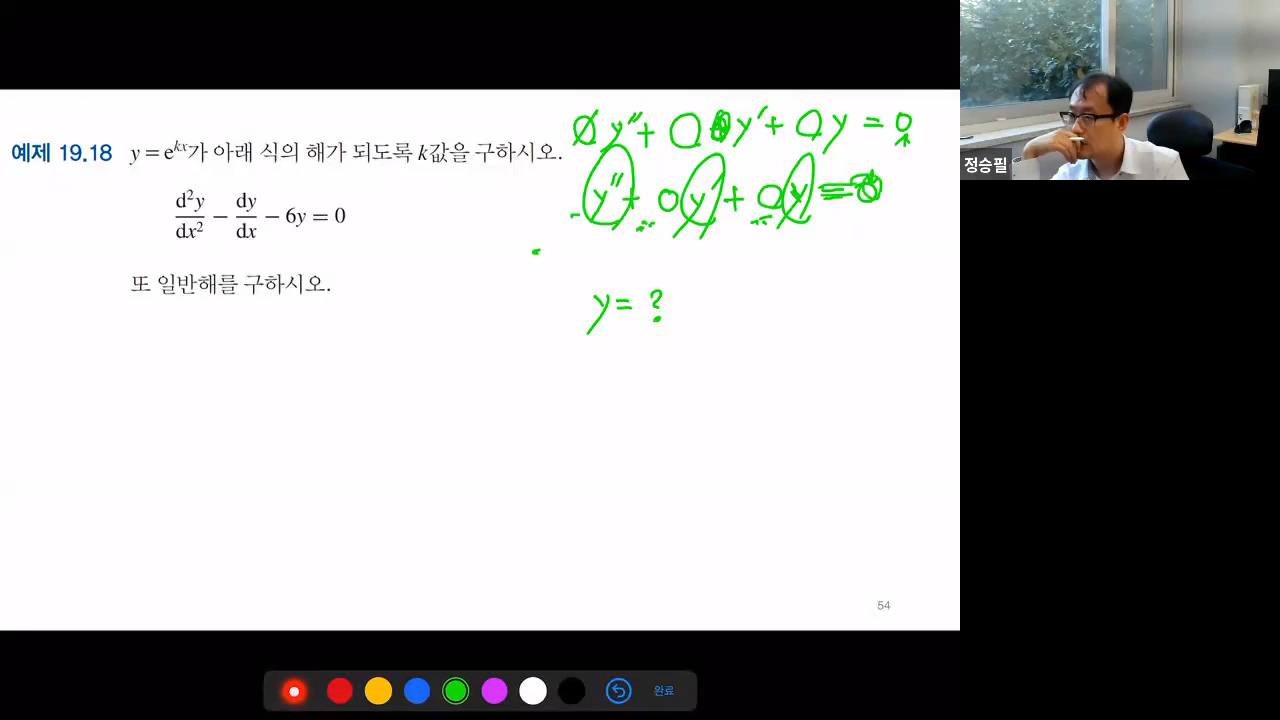 예제 19.18 y = e^{kx}가 아래 식의 해가 되도록 k값을 구하시오.
d²y/dx² − dy/dx − 6y = 0
또 일반해를 구하시오.
y'' + y' + y = 0
y'' + y' + y =
y = ?
54
정승필
완료